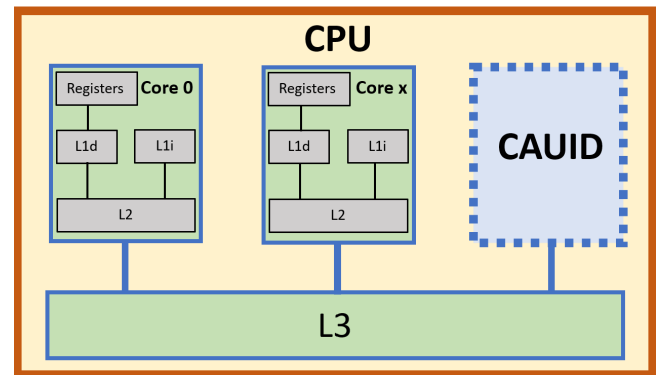 CPU
Registers
Core 0
L1d
L1i
L2
Registers
Core x
L1d
L1i
L2
CAUID
L3